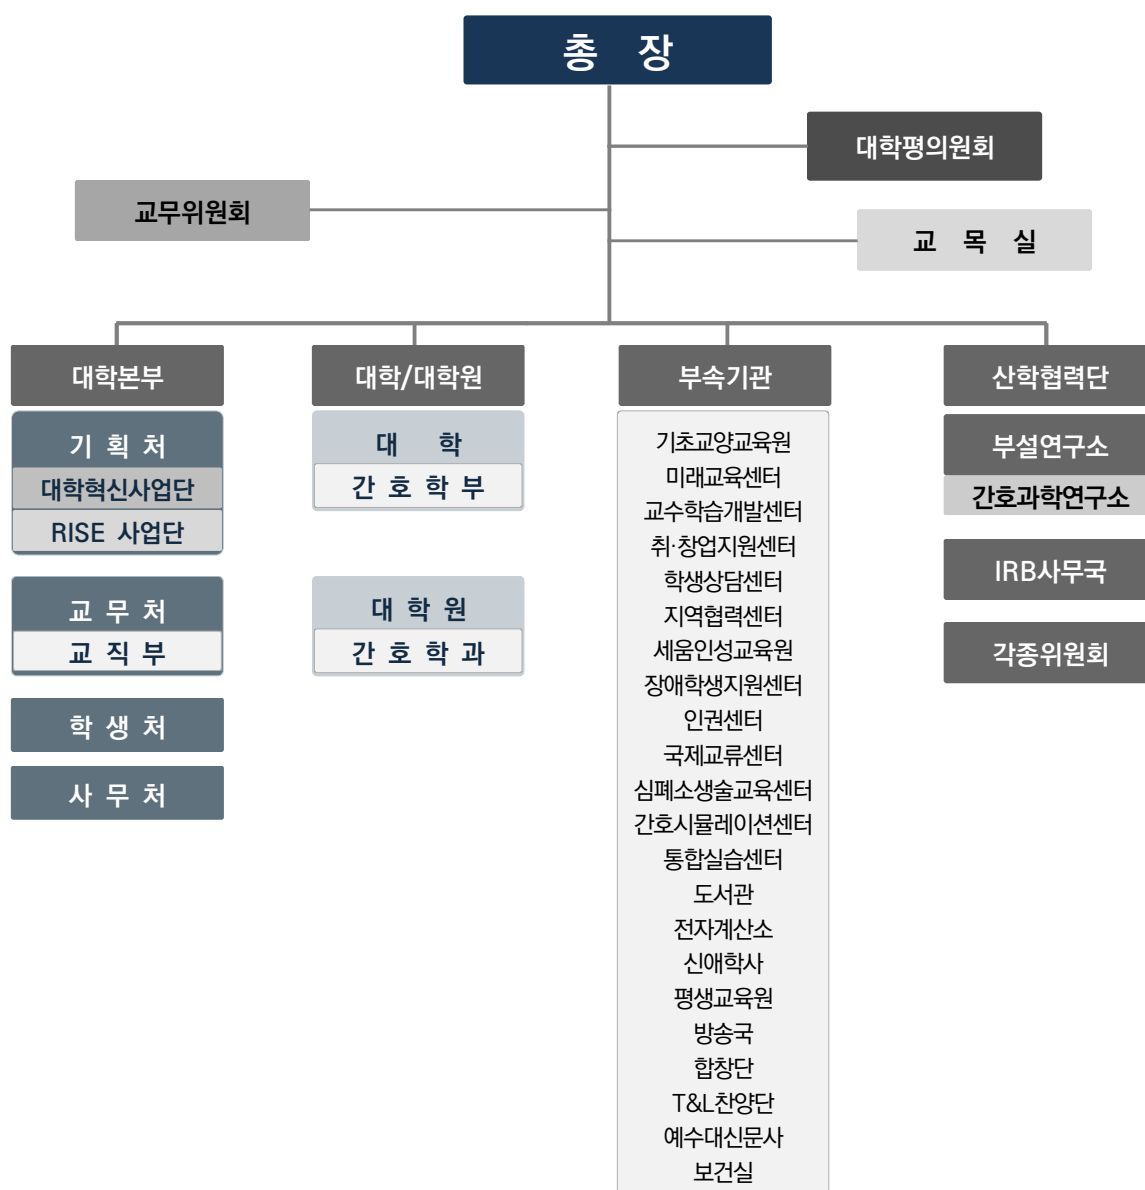 총 장
대학평의원회
교무위원회
교 목 실
대학본부
기 획 처
대학혁신사업단
RISE 사업단
교 무 처
교 직 부
학 생 처
사 무 처
대학/대학원
대 학
간 호 학 부
대 학 원
간 호 학 과
부속기관
기초교양교육원
미래교육센터
교수학습개발센터
취·창업지원센터
학생상담센터
지역협력센터
세움인성교육원
장애학생지원센터
인권센터
국제교류센터
심폐소생술교육센터
간호시뮬레이션센터
통합실습센터
도서관
전자계산소
신애학사
평생교육원
방송국
합창단
T&L찬양단
예수대신문사
보건실
산학협력단
부설연구소
간호과학연구소
IRB사무국
각종위원회